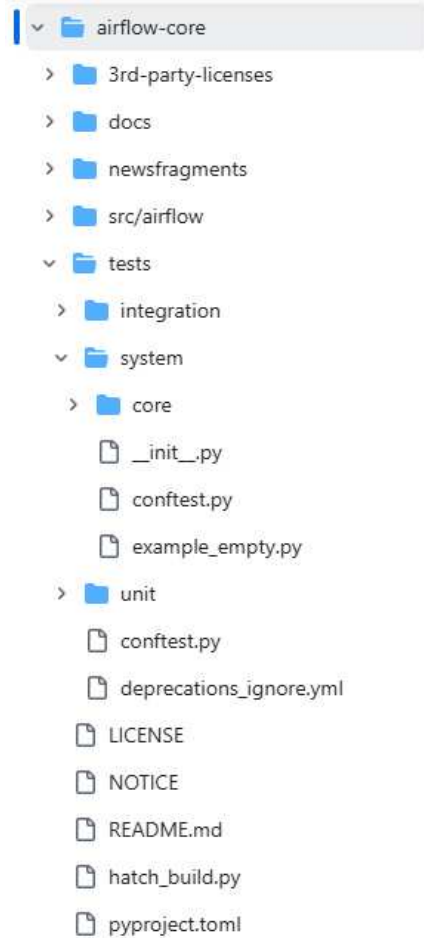 airflow-core
3rd-party-licenses
docs
newsfragments
src/airflow
tests
integration
system
core
__init__.py
conftest.py
example_empty.py
unit
conftest.py
deprecations_ignore.yml
LICENSE
NOTICE
README.md
hatch_build.py
pyproject.toml